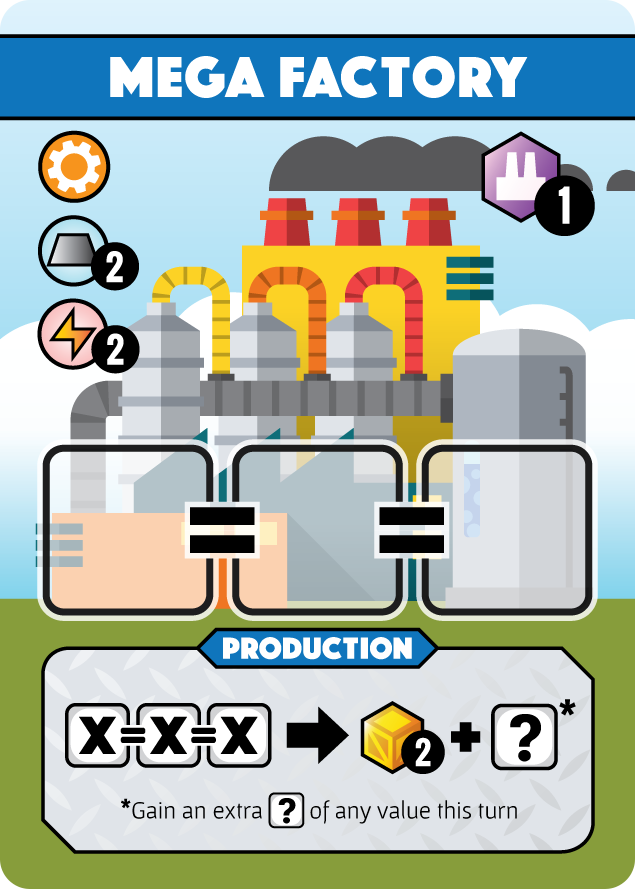 MEGA FACTORY
1
2
2
= =
PRODUCTION
X=X=X 2 + ?*
*Gain an extra ? of any value this turn